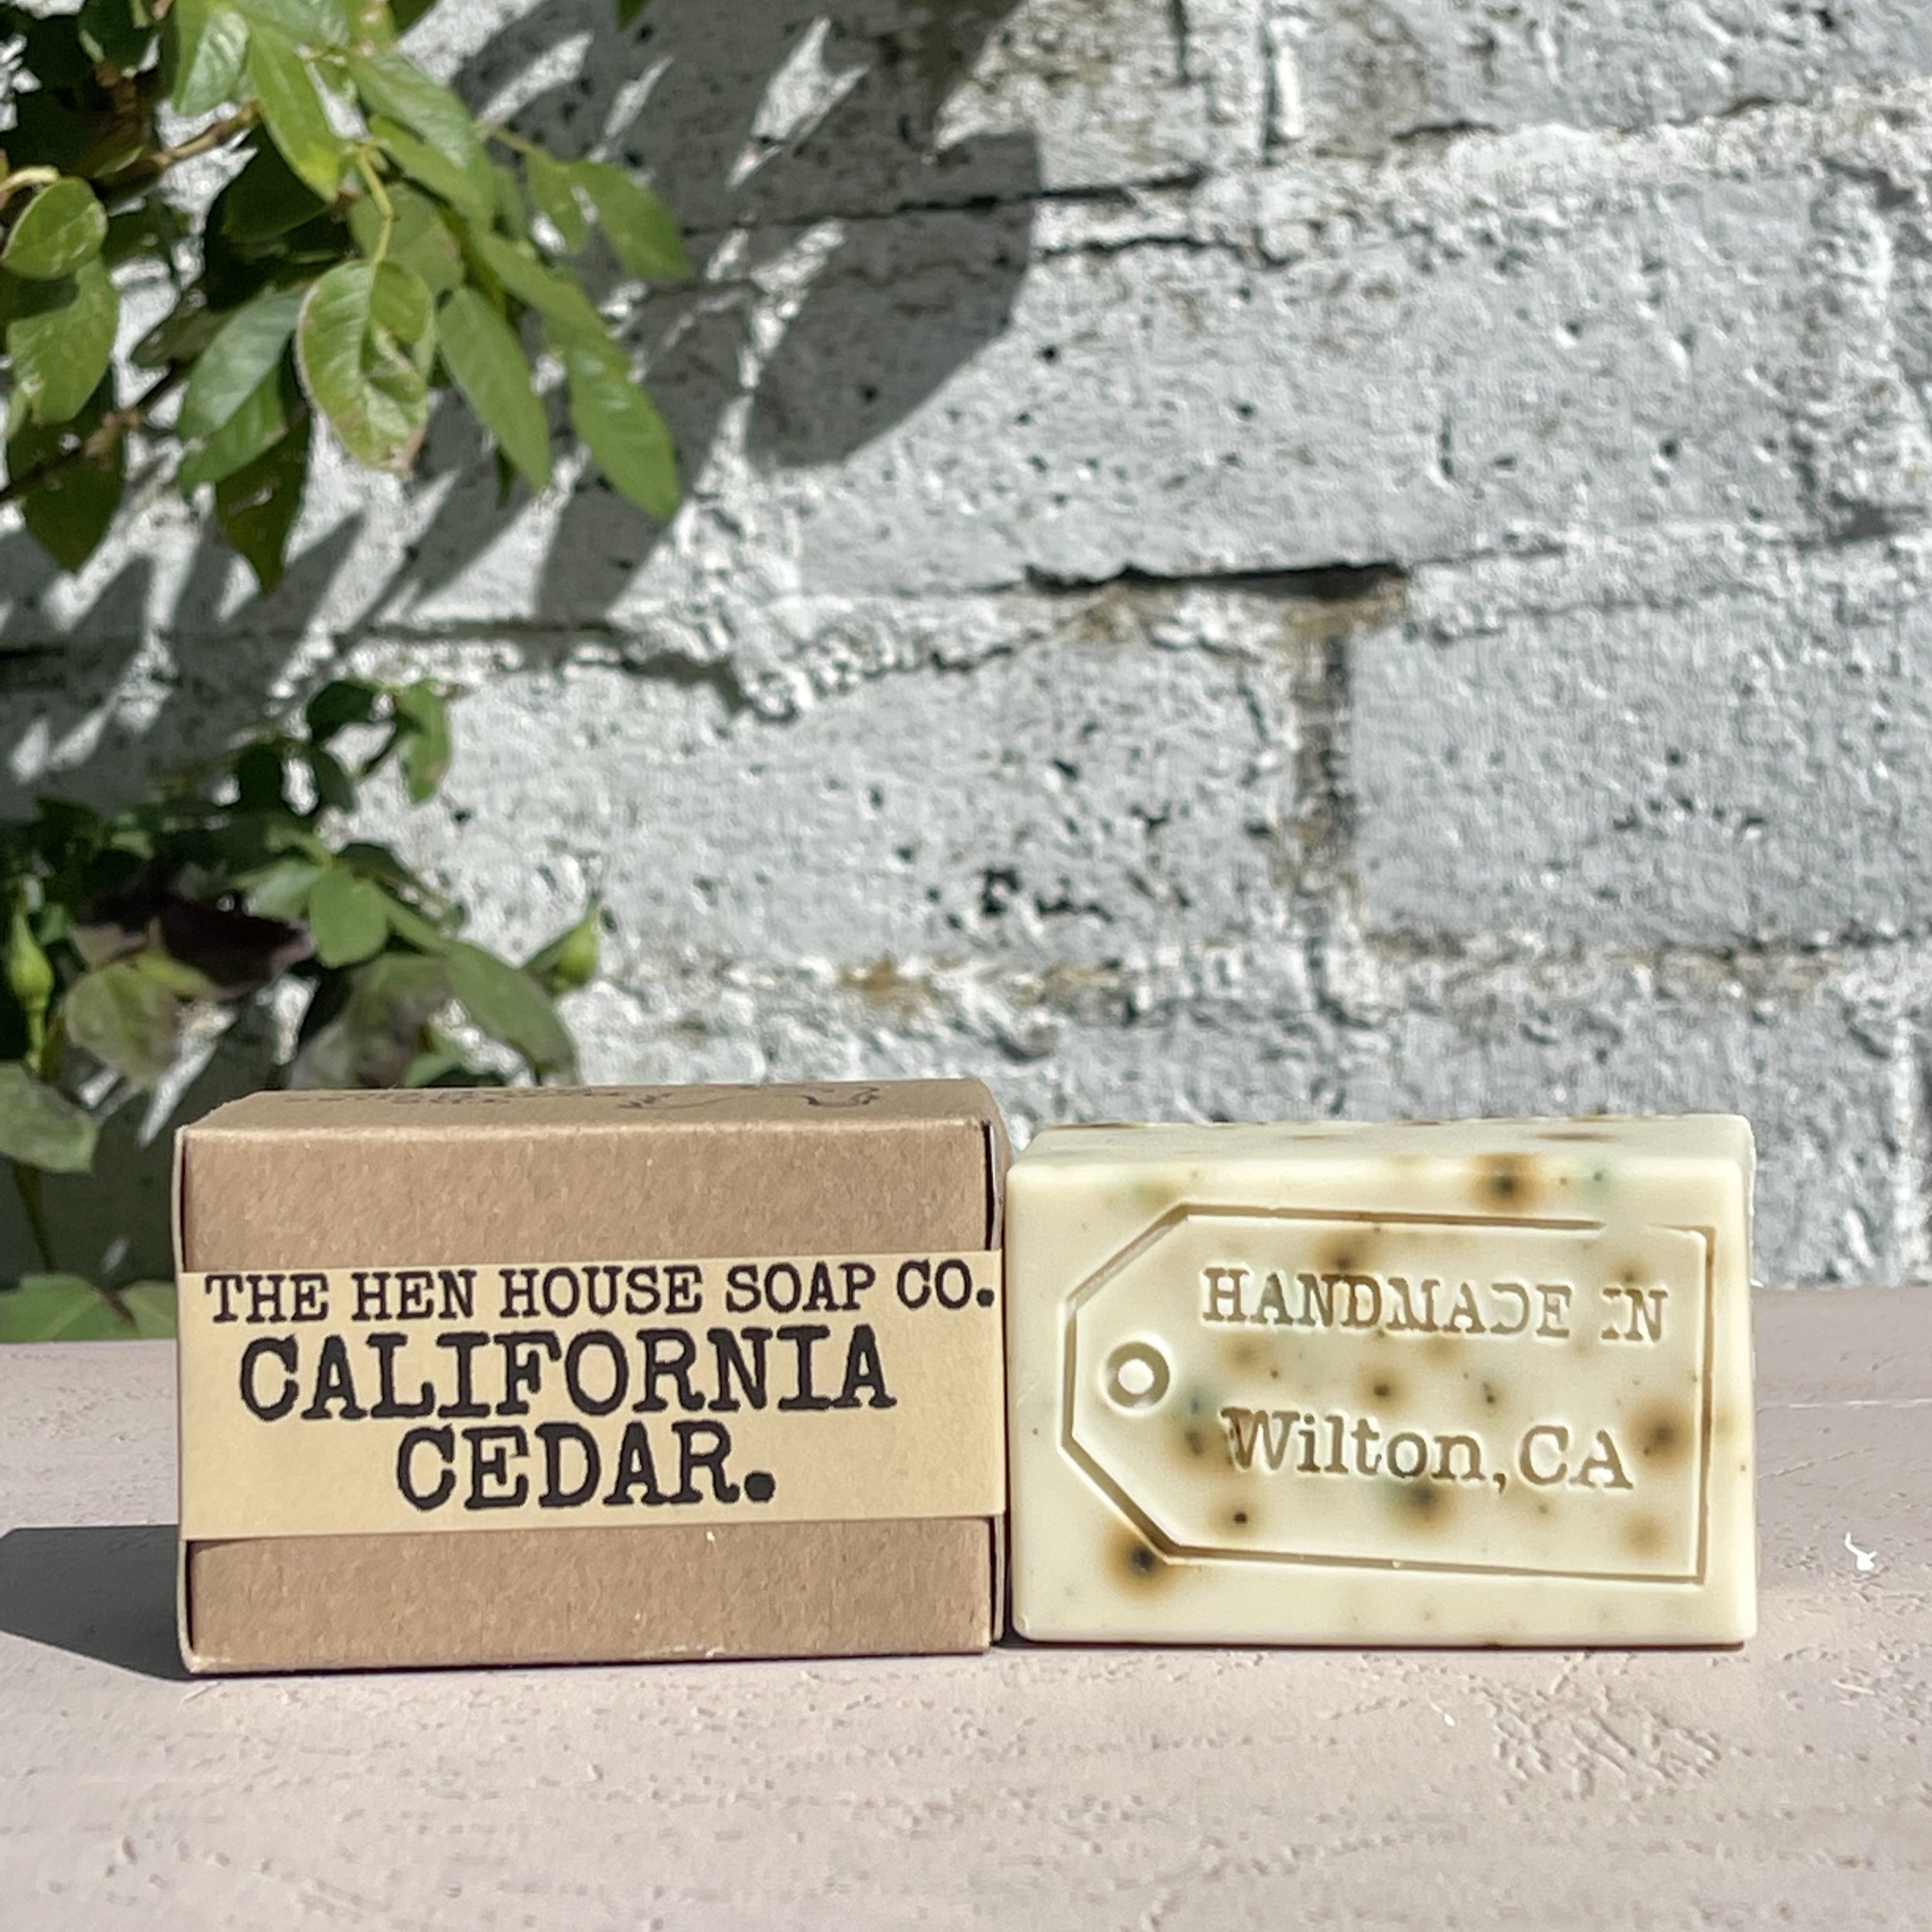 THE HEN HOUSE SOAP CO.
CALIFORNIA
CEDAR.
HANDMADE IN
Wilton, CA